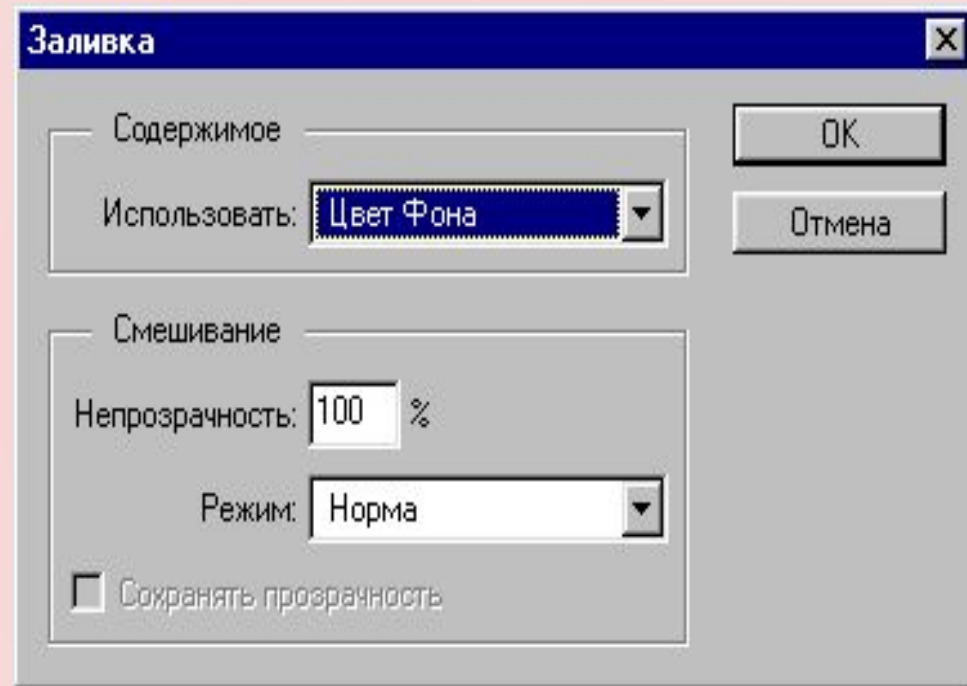 Заливка
Содержимое
OK
Использовать: Цвет Фона
Отмена
Смешивание
Непрозрачность: 100 %
Режим: Норма
Сохранять прозрачность